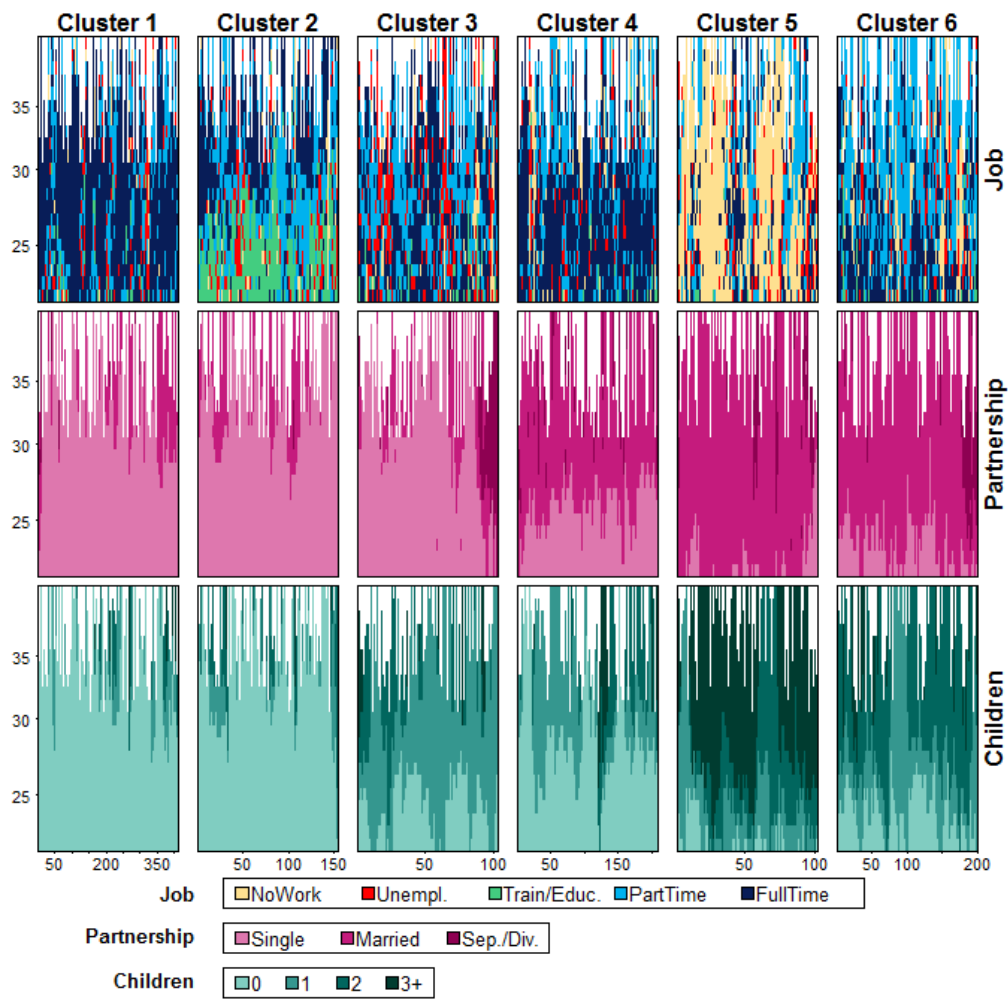 Cluster 1 Cluster 2 Cluster 3 Cluster 4 Cluster 5 Cluster 6
35
30
25
Job
35
30
25
Partnership
35
30
25
Children
50 350 50 100 150 50 100 50 150 50 100 50 100 200
Job NoWork Unempl. Train/Educ. PartTime FullTime
Partnership Single Married Sep./Div.
Children 0 1 2 3+